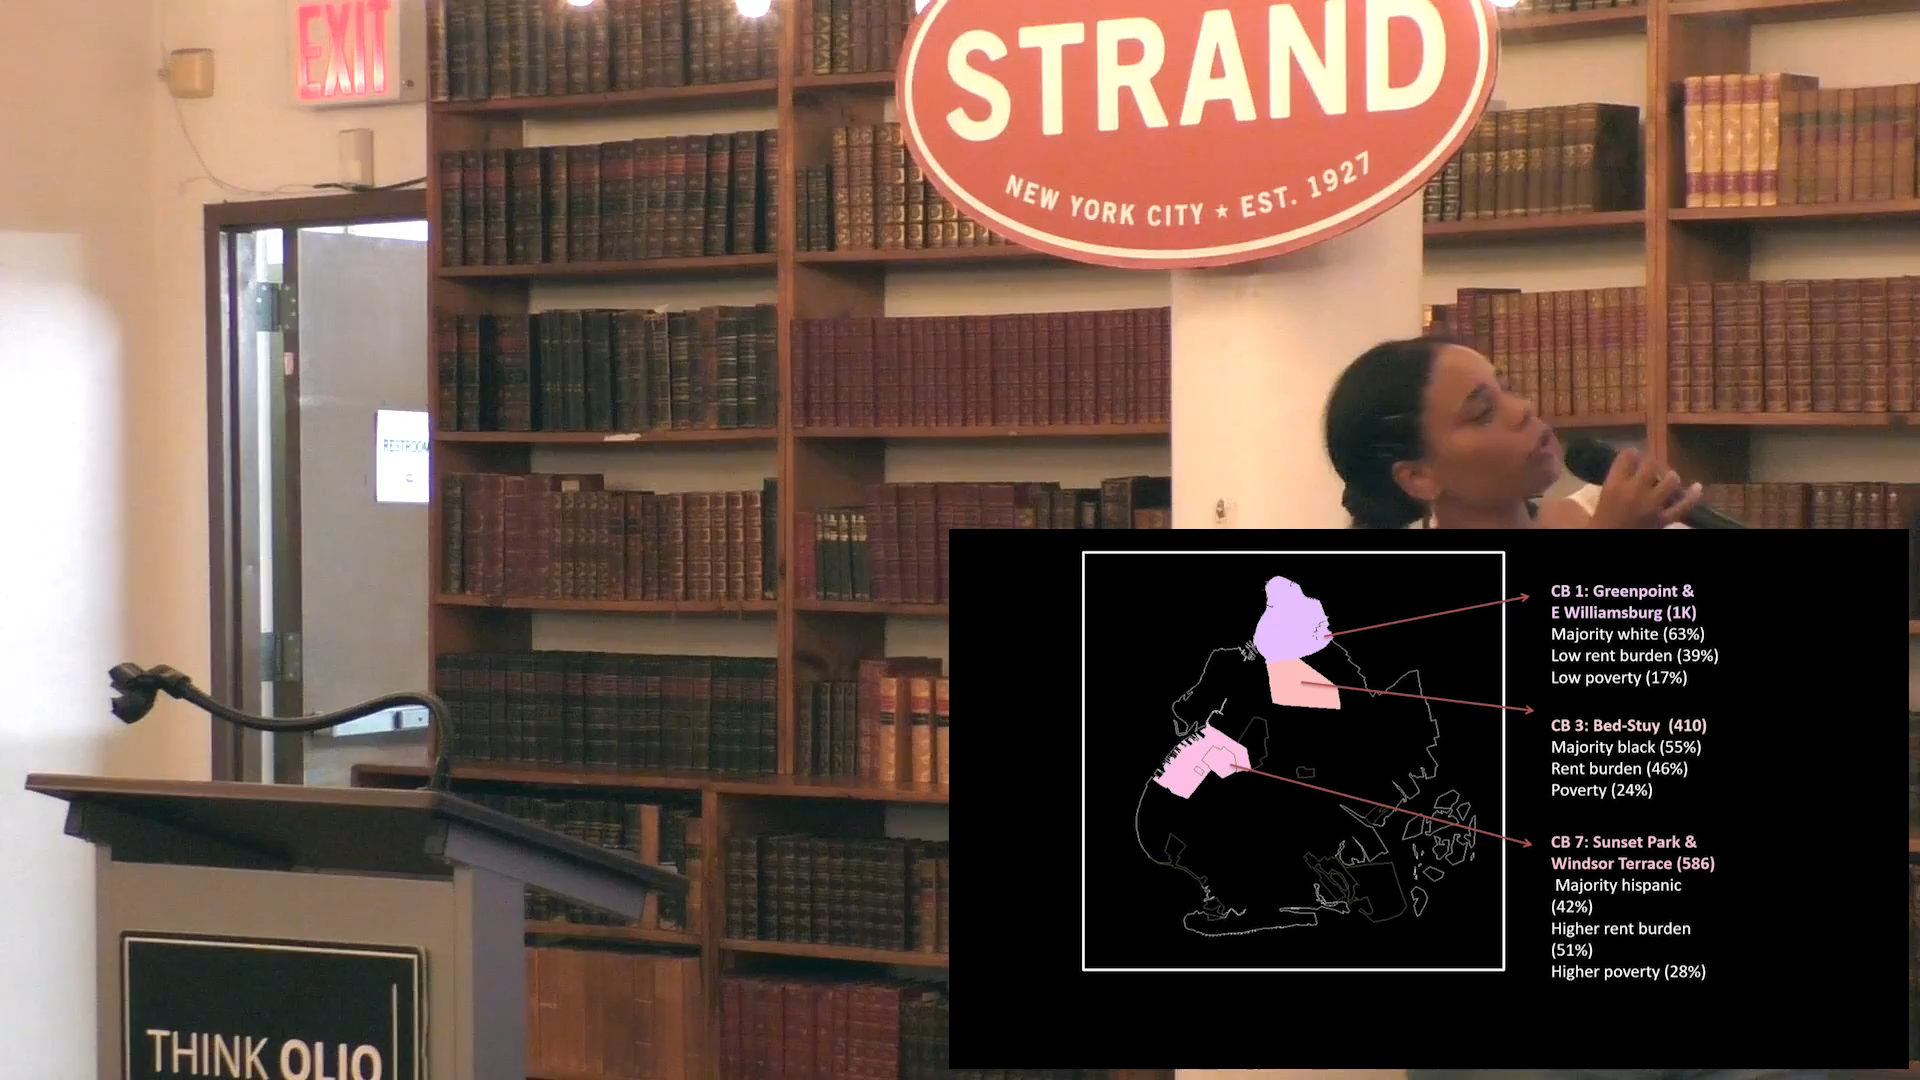 EXIT
STRAND
NEW YORK CITY ★ EST. 1927
RESTROOM
THINK OLIO
CB 1: Greenpoint &
E Williamsburg (1K)
Majority white (63%)
Low rent burden (39%)
Low poverty (17%)
CB 3: Bed-Stuy (410)
Majority black (55%)
Rent burden (46%)
Poverty (24%)
CB 7: Sunset Park &
Windsor Terrace (586)
Majority hispanic
(42%)
Higher rent burden
(51%)
Higher poverty (28%)